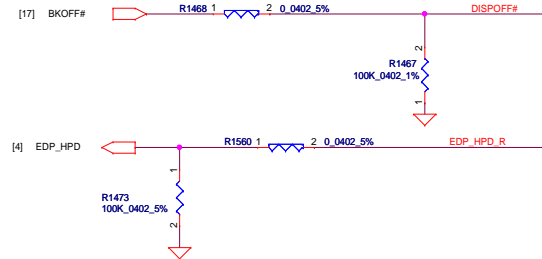 [17] BKOFF# R1468 1 2 0_0402_5% DISPOFF#
2
R1467
100K_0402_1%
1
[4] EDP_HPD R1560 1 2 0_0402_5% EDP_HPD_R
1
R1473
100K_0402_5%
2